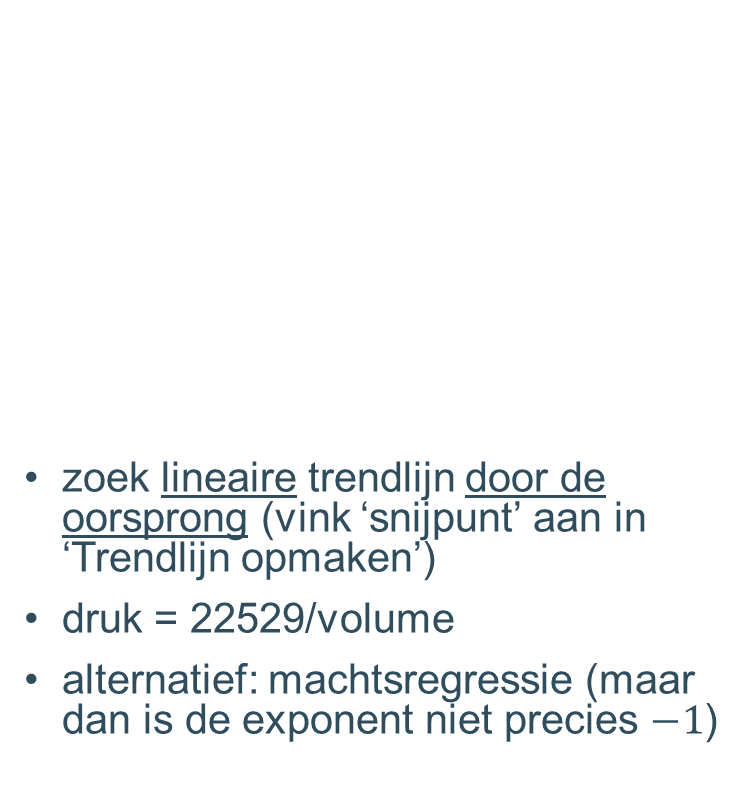 • zoek lineaire trendlijn door de
oorsprong (vink ‘snijpunt’ aan in
‘Trendlijn opmaken’)
• druk = 22529/volume
• alternatief: machtsregressie (maar
dan is de exponent niet precies −1)